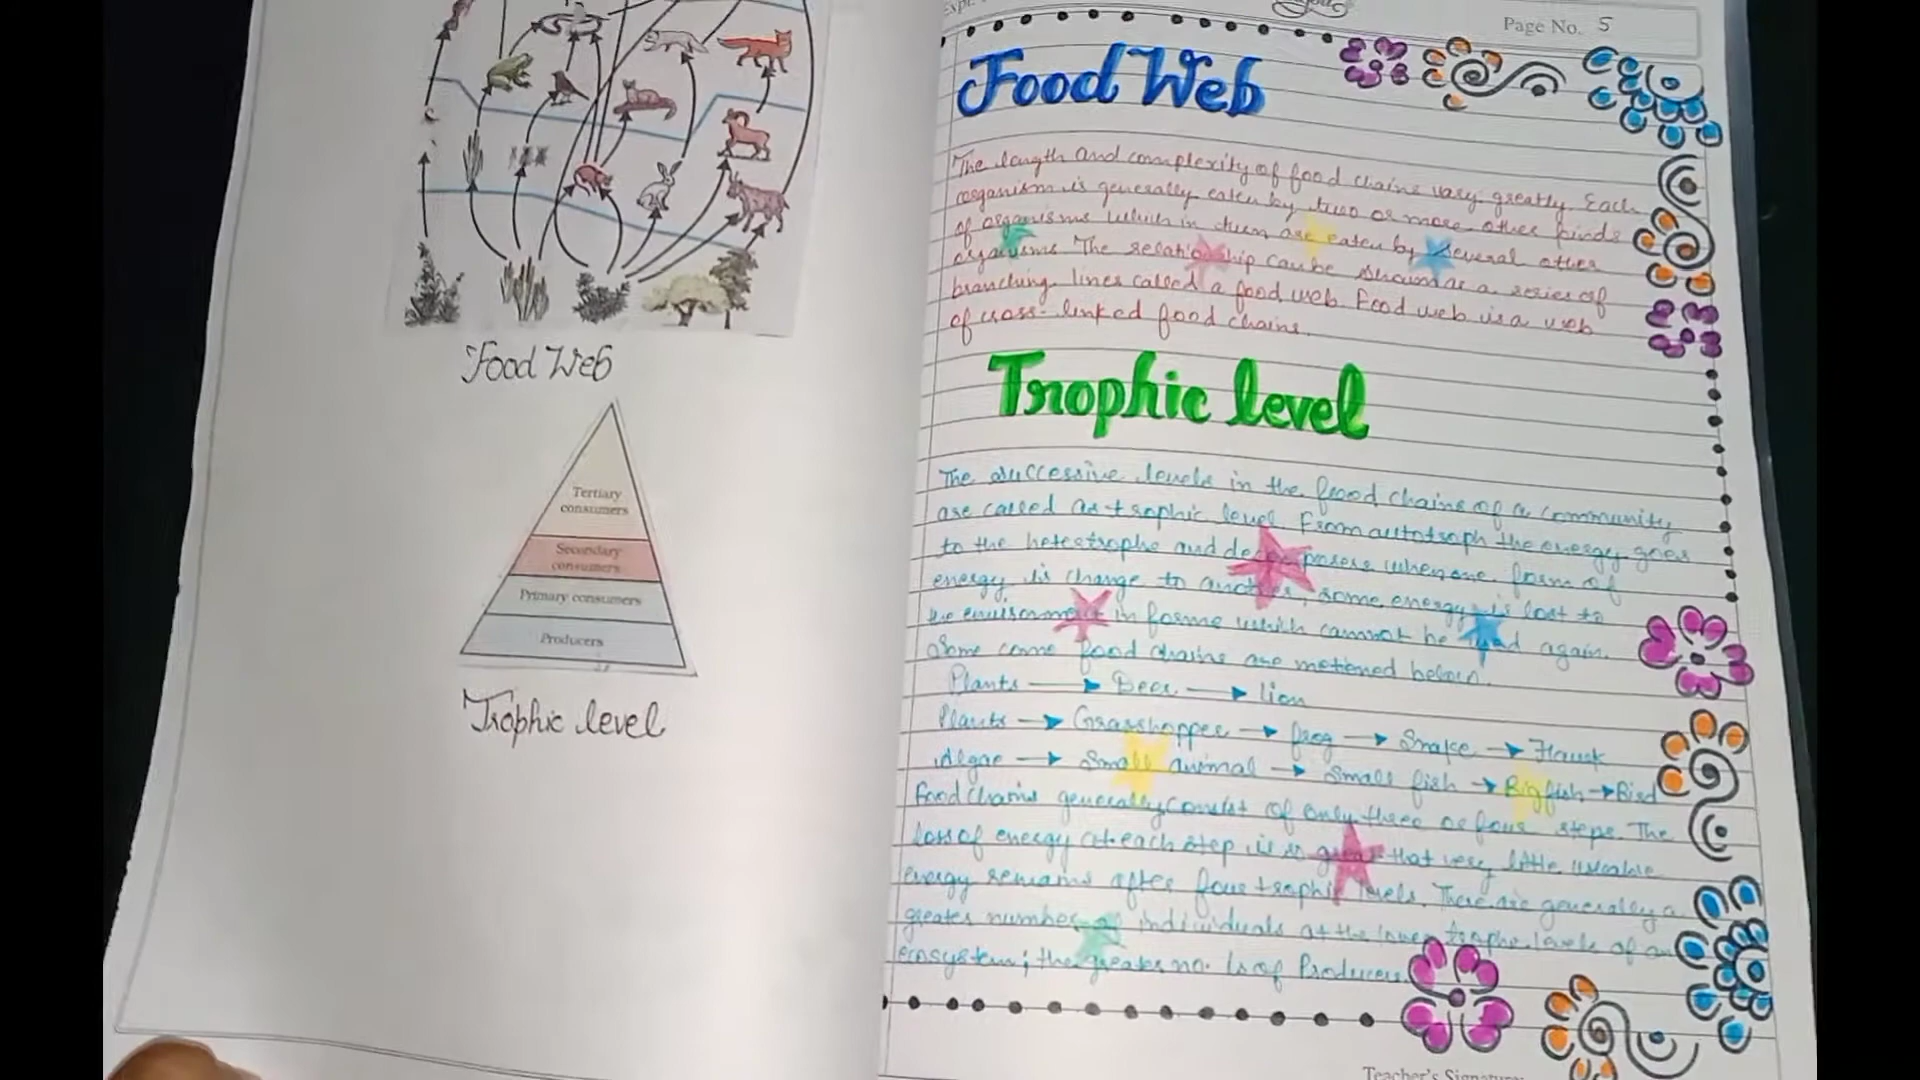 Food Web
Tertiary
consumers
Secondary
consumers
Primary consumers
Producers
Trophic level
Page No. 5
Food Web
The length and complexity of food chains vary greatly. Each
organism is generally eaten by two or more other kinds
of organisms which in turn are eaten by several other
organisms The relationship can be shown as a series of
branching lines called a food web. Food web is a web
of cross-linked food chains.
Trophic level
The successive levels in the food chains of a community
are called as trophic level. From autotroph the energy goes
to the heterotrophs and decomposers when one form of
energy is change to another, some energy is lost to
the environment in forms which cannot be used again.
Some come food chains are metioned below.
Plants → Deer → lion
Plants → Grasshopper → frog → Snake → Hawk
algae → Small animal → Small fish → Big fish → Bird
Food Chains generally consist of only three or four steps. The
loss of energy at each step is so great that very little useable
energy remains after four trophic levels. There are generally a
greater number of individuals at the lower trophic levels of an
ecosystem; the greater no. is of Producers
Teacher's Signature: